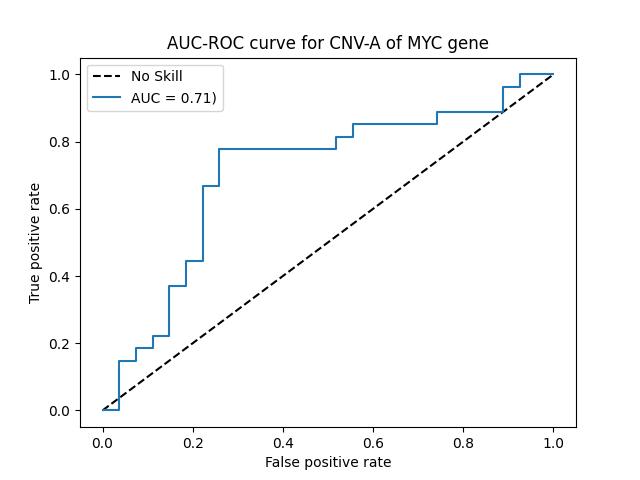 AUC-ROC curve for CNV-A of MYC gene
No Skill
AUC = 0.71)
1.0
0.8
0.6
0.4
0.2
0.0
True positive rate
0.0 0.2 0.4 0.6 0.8 1.0
False positive rate